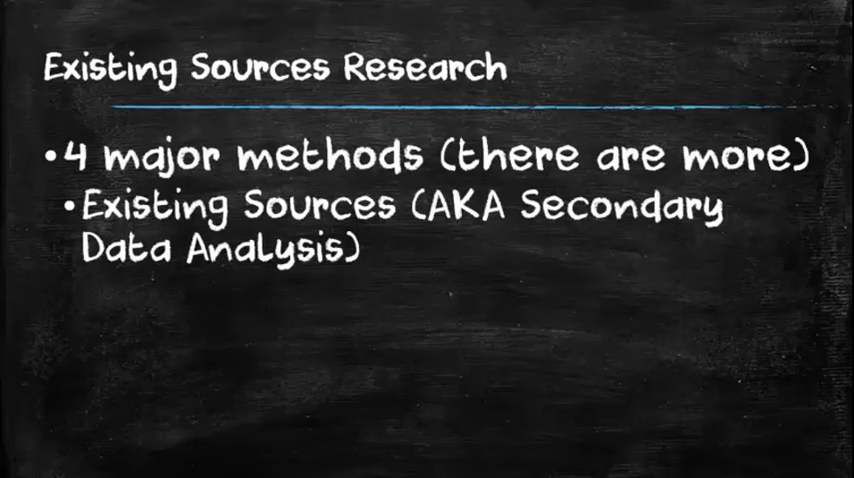 Existing Sources Research
•4 major methods (there are more)
•Existing Sources (AKA Secondary
Data Analysis)